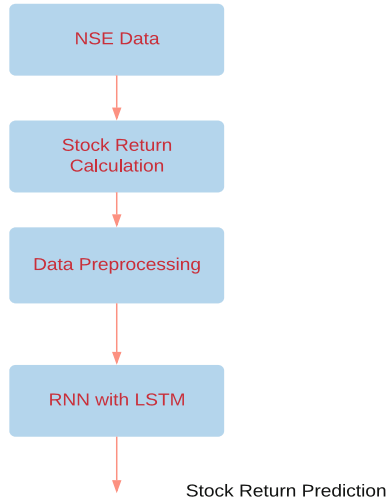 NSE Data
Stock Return
Calculation
Data Preprocessing
RNN with LSTM
Stock Return Prediction